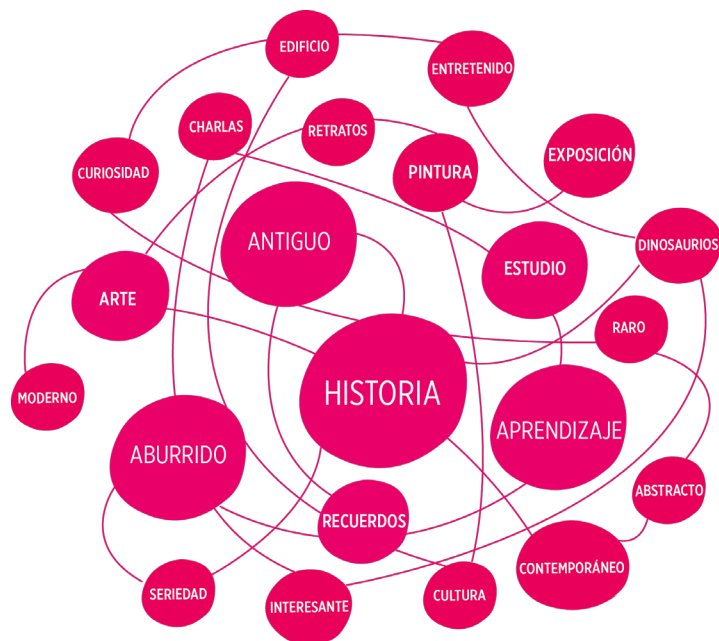 EDIFICIO
ENTRETENIDO
CHARLAS
RETRATOS
EXPOSICIÓN
CURIOSIDAD
PINTURA
ANTIGUO
DINOSAURIOS
ESTUDIO
ARTE
RARO
HISTORIA
MODERNO
APRENDIZAJE
ABURRIDO
ABSTRACTO
RECUERDOS
CONTEMPORÁNEO
SERIEDAD
CULTURA
INTERESANTE